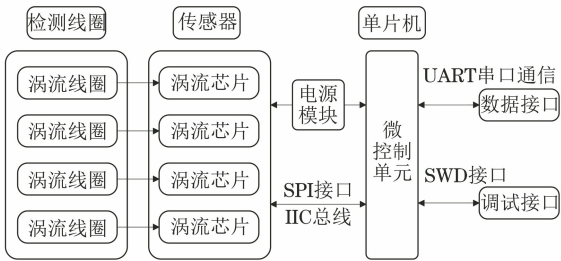 检测线圈
传感器
单片机
涡流线圈
涡流芯片
涡流线圈
涡流芯片
涡流线圈
涡流芯片
涡流线圈
涡流芯片
电源
模块
SPI接口
IIC总线
微
控制
单元
UART串口通信
数据接口
SWD接口
调试接口